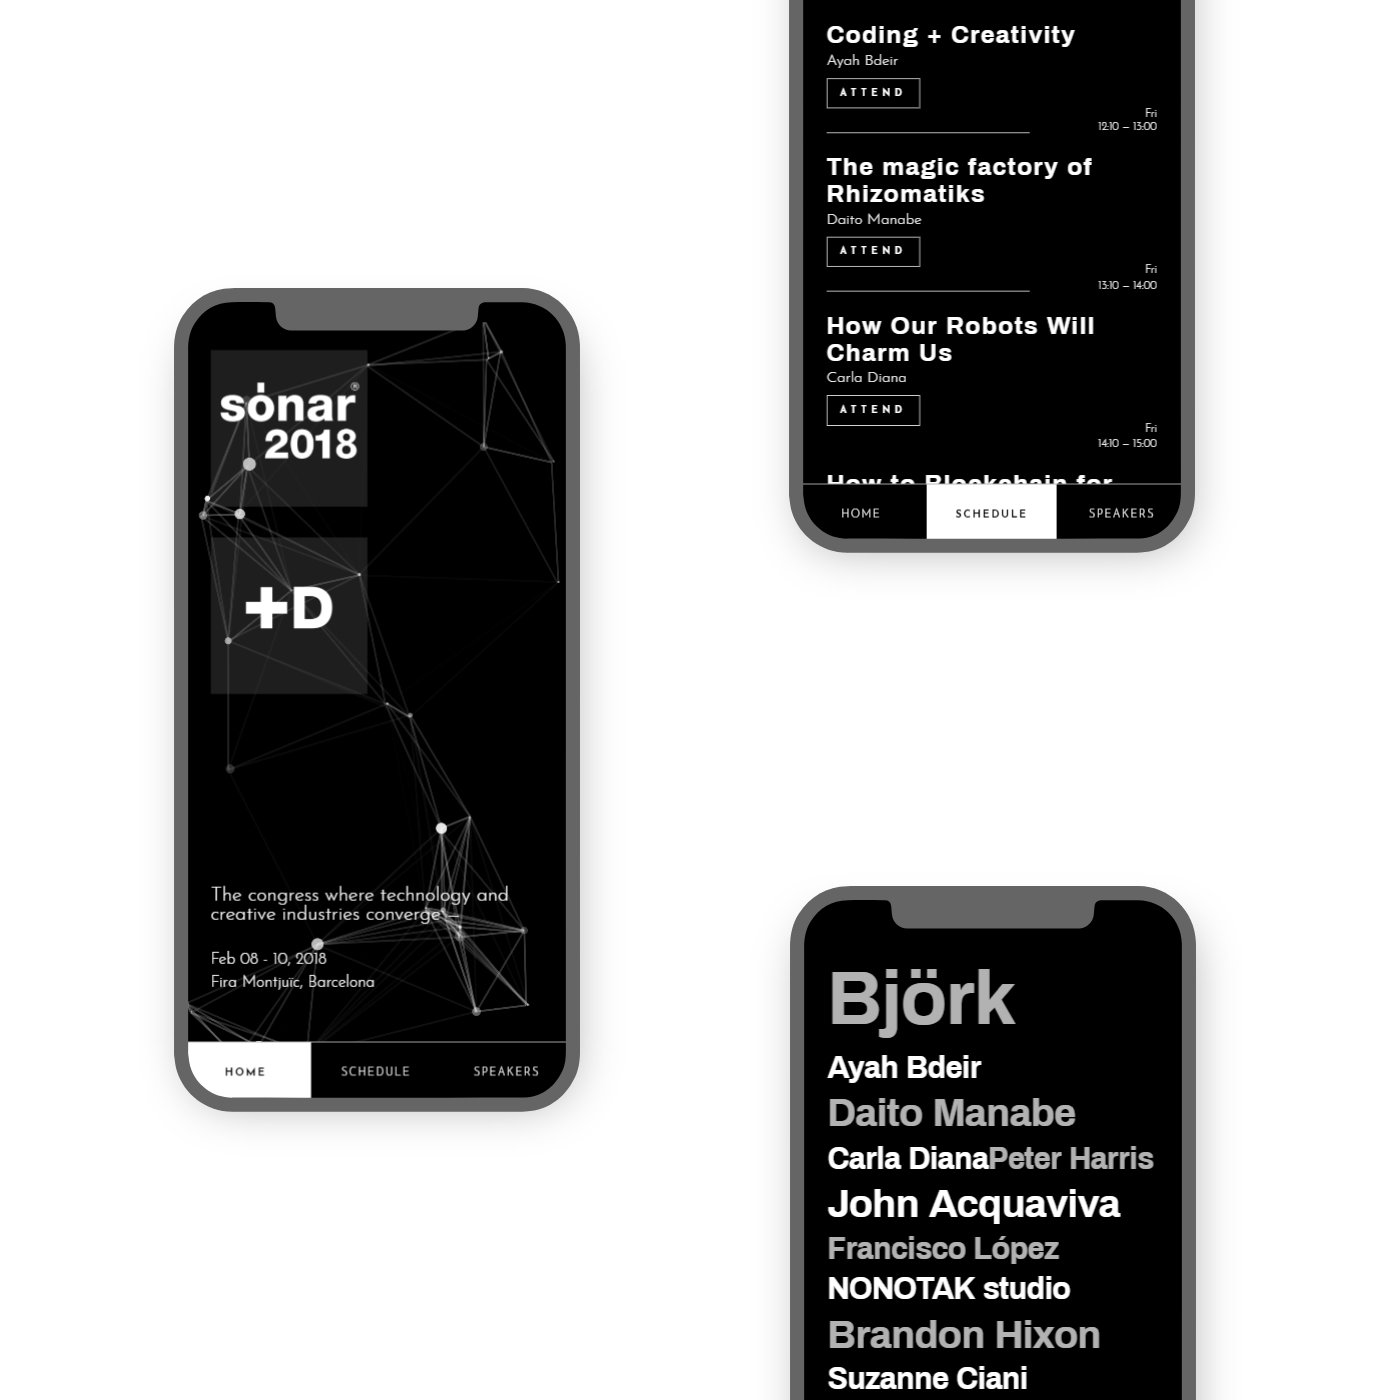 sónar
®
2018
+D
The congress where technology and
creative industries converge —
Feb 08 - 10, 2018
Fira Montjuïc, Barcelona
HOME
SCHEDULE
SPEAKERS
Coding + Creativity
Ayah Bdeir
ATTEND
Fri
12:10 – 13:00
The magic factory of
Rhizomatiks
Daito Manabe
ATTEND
Fri
13:10 – 14:00
How Our Robots Will
Charm Us
Carla Diana
ATTEND
Fri
14:10 – 15:00
How to Blockchain for
HOME
SCHEDULE
SPEAKERS
Björk
Ayah Bdeir
Daito Manabe
Carla DianaPeter Harris
John Acquaviva
Francisco López
NONOTAK studio
Brandon Hixon
Suzanne Ciani